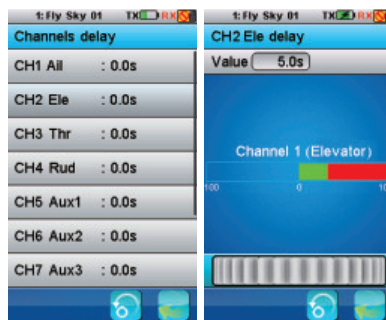 1: Fly Sky 01 TX RX
Channels delay
CH1 Ail : 0.0s
CH2 Ele : 0.0s
CH3 Thr : 0.0s
CH4 Rud : 0.0s
CH5 Aux1 : 0.0s
CH6 Aux2 : 0.0s
CH7 Aux3 : 0.0s
1: Fly Sky 01 TX RX
CH2 Ele delay
Value 5.0s
Channel 1 (Elevator)
100 0 10